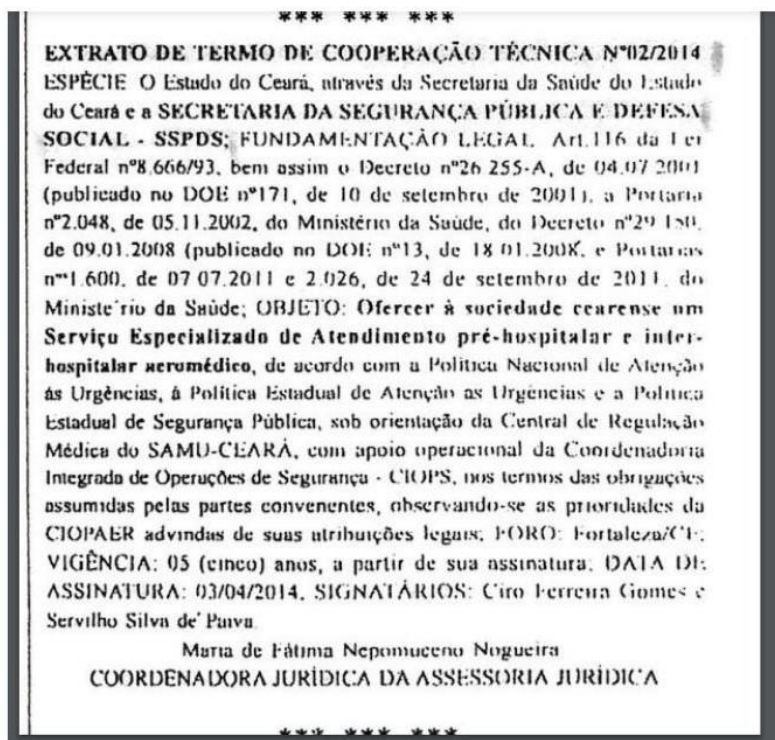 *** *** ***
EXTRATO DE TERMO DE COOPERAÇÃO TÉCNICA Nº02/2014
ESPÉCIE O Estado do Ceará, através da Secretaria da Saúde do Estado
do Ceará e a SECRETARIA DA SEGURANÇA PÚBLICA E DEFESA
SOCIAL - SSPDS; FUNDAMENTAÇÃO LEGAL. Art.116 da Lei
Federal nº8.666/93, bem assim o Decreto nº26 255-A, de 04.07 2001
(publicado no DOE nº171, de 10 de setembro de 2001), a Portaria
nº2.048, de 05.11.2002, do Ministério da Saúde, do Decreto nº29
de 09.01.2008 (publicado no DOE nº13, de 18 01.2008, e Portarias
nº1.600, de 07 07.2011 e 2.026, de 24 de setembro de 2011, do
Ministe´rio da Saúde; OBJETO: Ofercer à sociedade cearense um
Serviço Especializado de Atendimento pré-hospitalar e inter-
hospitalar aeromédico, de acordo com a Política Nacional de Atenção
às Urgências, à Política Estadual de Atenção as Urgências e a Política
Estadual de Segurança Pública, sob orientação da Central de Regulação
Médica do SAMU-CEARÁ, com apoio operacional da Coordenadoria
Integrada de Operações de Segurança - CIOPS, nos termos das obrigações
assumidas pelas partes convenentes, observando-se as prioridades da
CIOPAER advindas de suas atribuições legais; FORO: Fortaleza/CE;
VIGÊNCIA: 05 (cinco) anos, a partir de sua assinatura; DATA DE
ASSINATURA: 03/04/2014, SIGNATÁRIOS: Ciro Ferreira Gomes e
Servilho Silva de´ Paiva
Maria de Fátima Nepomuceno Nogueira
COORDENADORA JURÍDICA DA ASSESSORIA JURÍDICA
*** *** ***